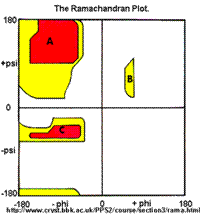 The Ramachandran Plot.
180
A
+psi
B
0
C
-psi
-180
-180 - phi 0 + phi 180
http://www.cryst.bbk.ac.uk/PPS2/course/section3/rama.html